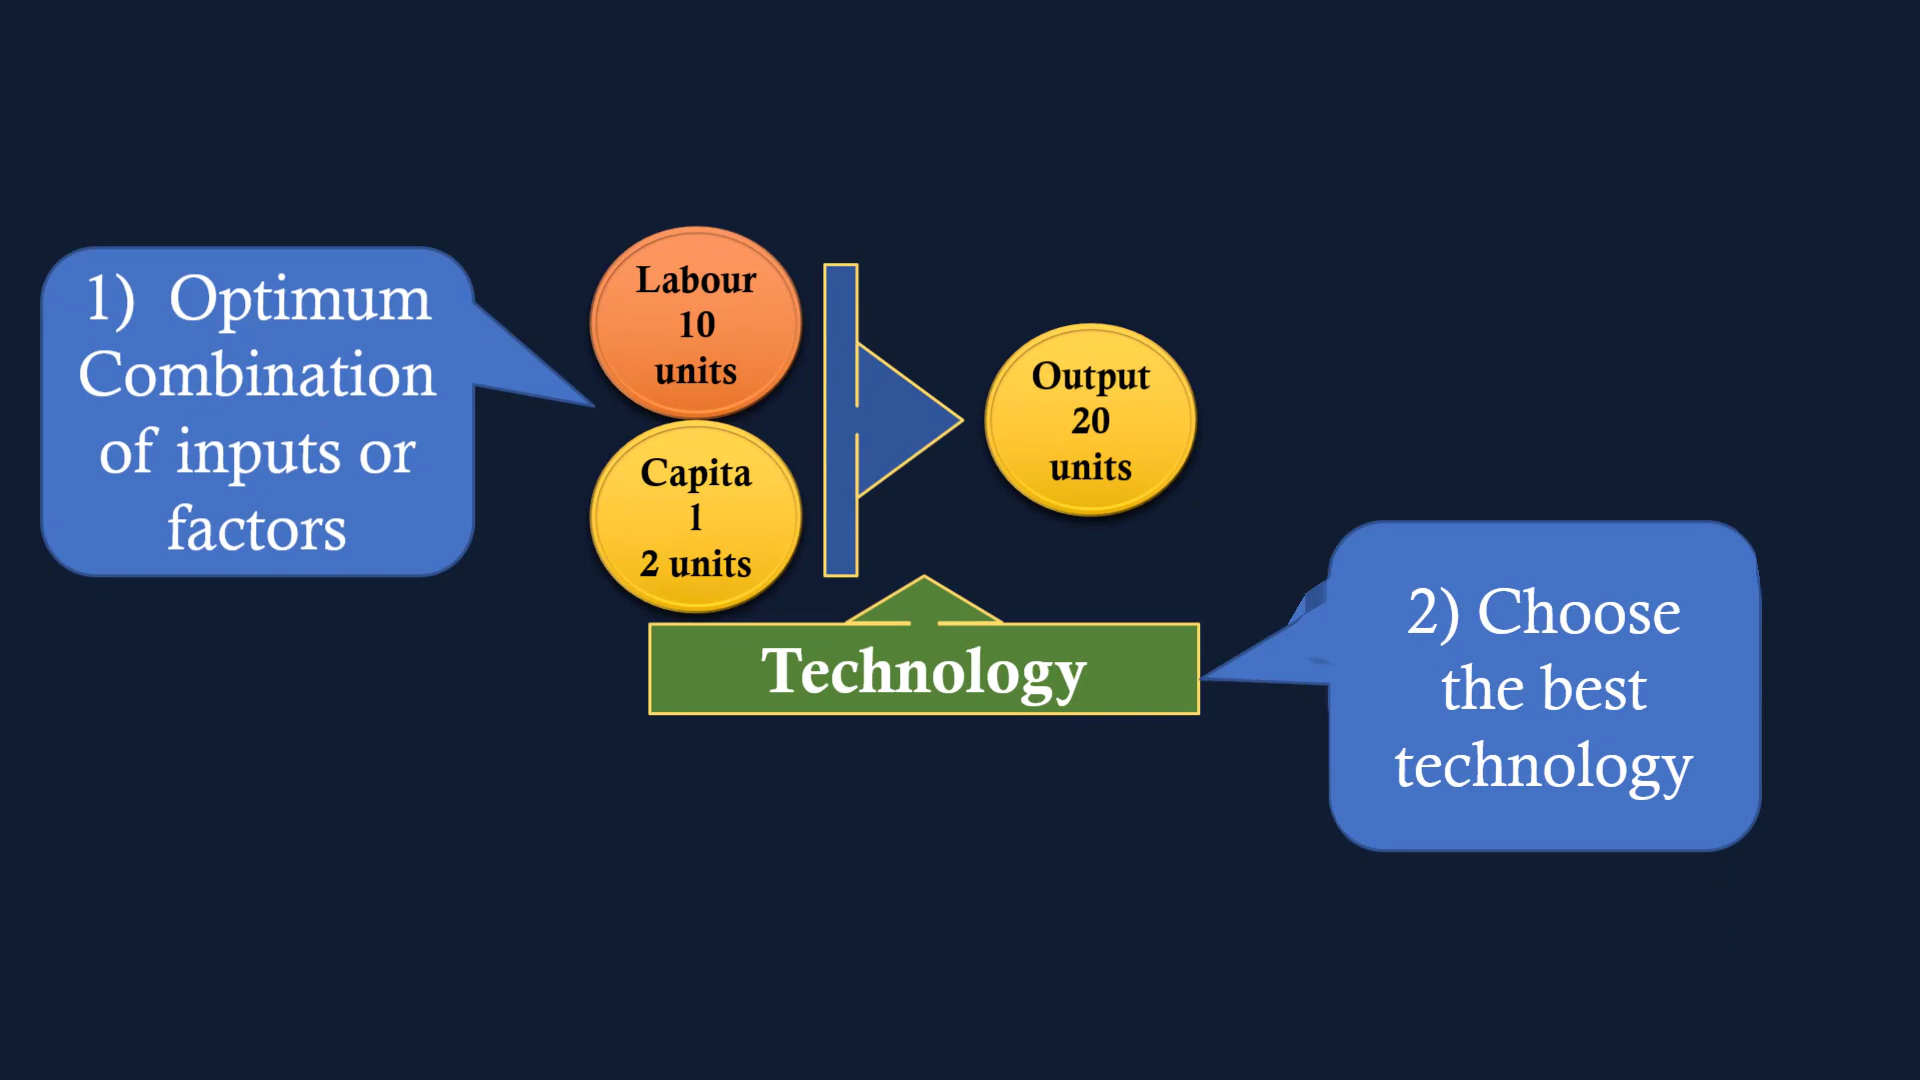 1) Optimum
Combination
of inputs or
factors
Labour
10
units
Capita
l
2 units
Output
20
units
Technology
2) Choose
the best
technology